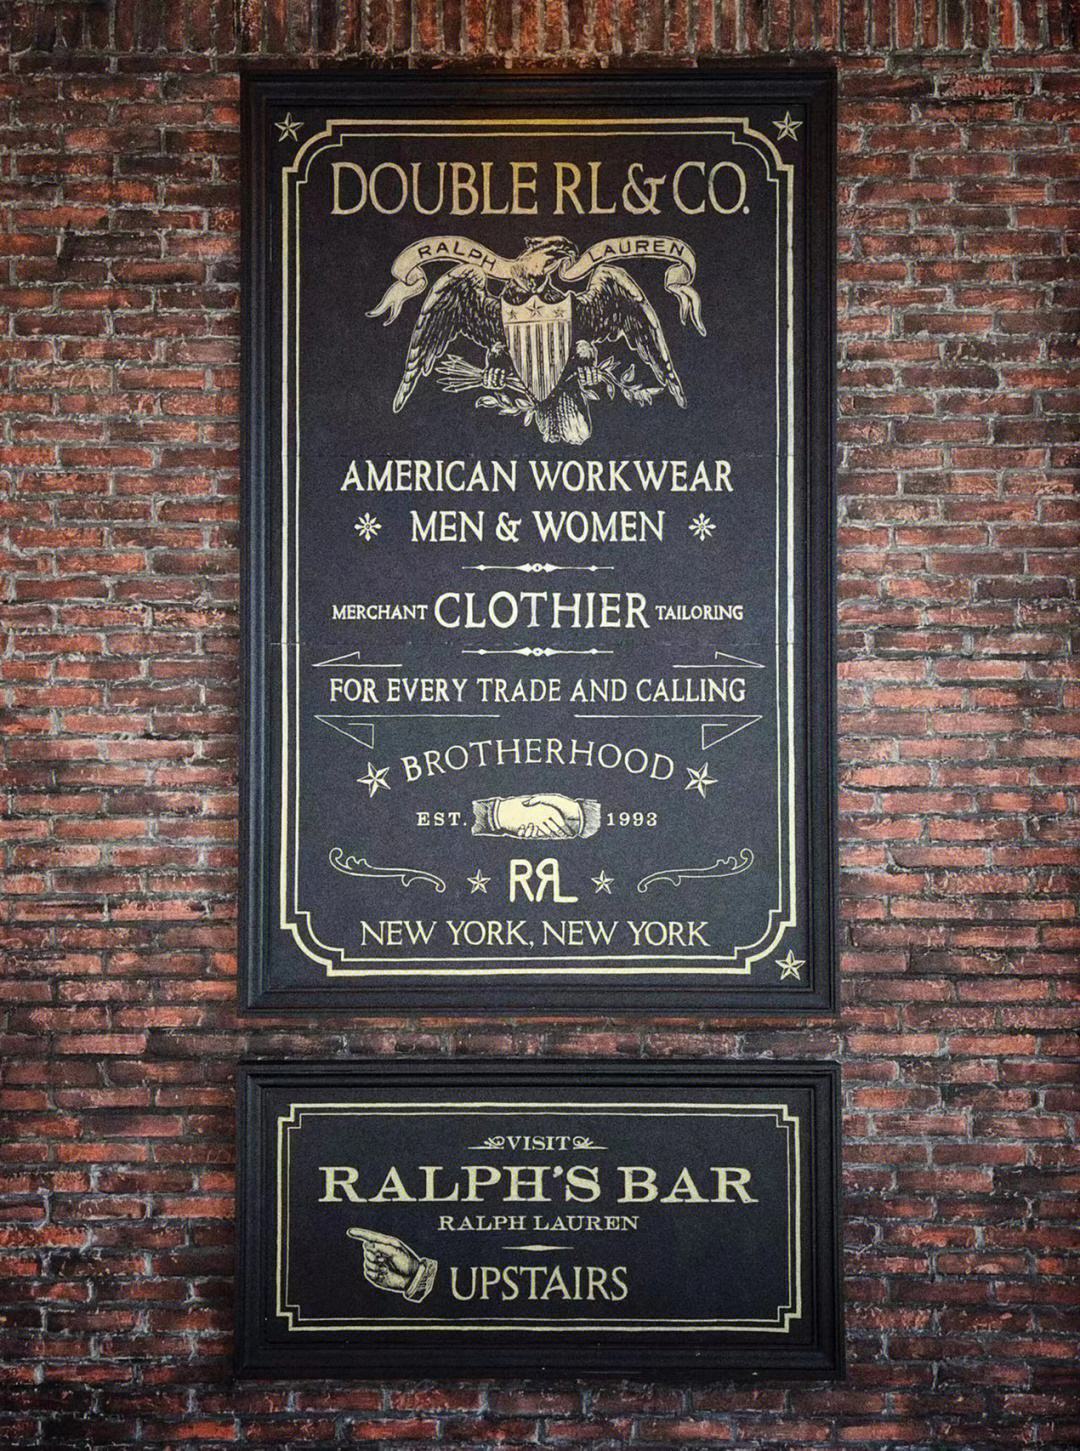 DOUBLE RL & CO.
RALPH LAUREN
AMERICAN WORKWEAR
MEN & WOMEN
MERCHANT CLOTHIER TAILORING
FOR EVERY TRADE AND CALLING
BROTHERHOOD
EST. 1993
RRL
NEW YORK, NEW YORK
VISIT
RALPH'S BAR
RALPH LAUREN
UPSTAIRS